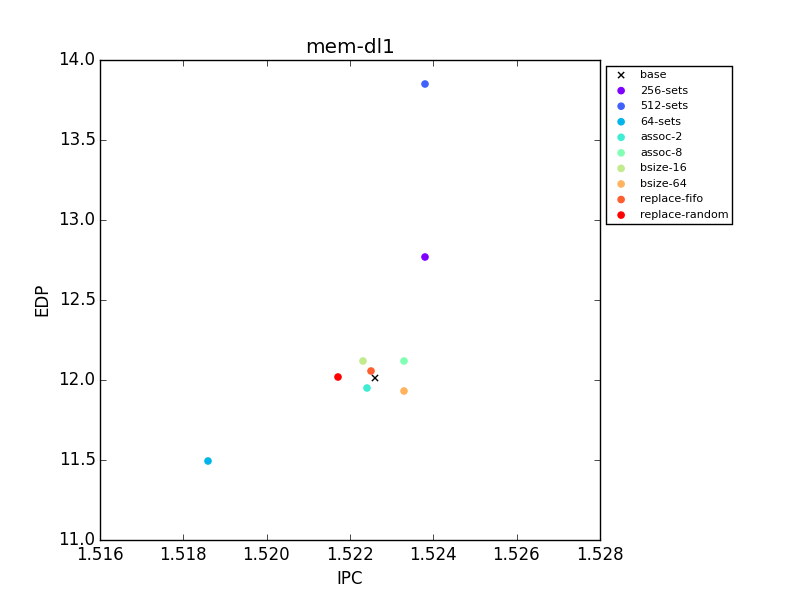 mem-dl1
EDP
14.0
13.5
13.0
12.5
12.0
11.5
11.0
1.516 1.518 1.520 1.522 1.524 1.526 1.528
IPC
base
256-sets
512-sets
64-sets
assoc-2
assoc-8
bsize-16
bsize-64
replace-fifo
replace-random